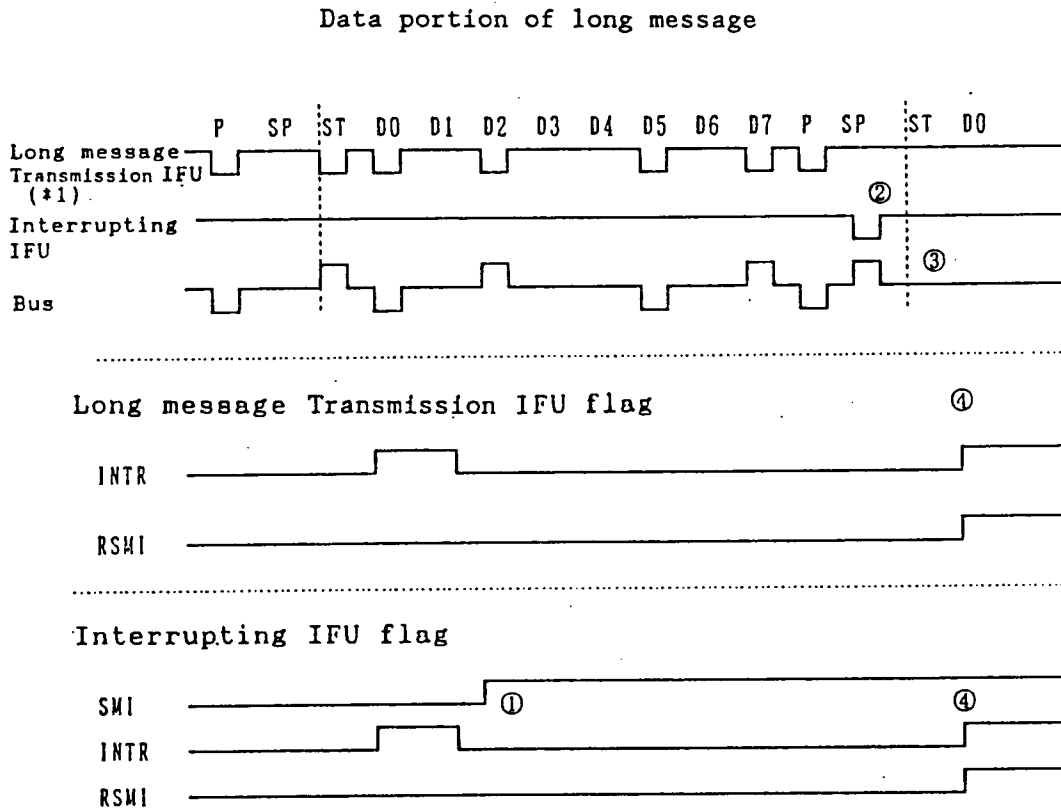 Data portion of long message
P SP ST D0 D1 D2 D3 D4 D5 D6 D7 P SP ST D0
Long message
Transmission IFU
(*1)
②
Interrupting
IFU
③
Bus
Long message Transmission IFU flag ④
INTR
RSMI
Interrupting IFU flag
SMI ① ④
INTR
RSMI